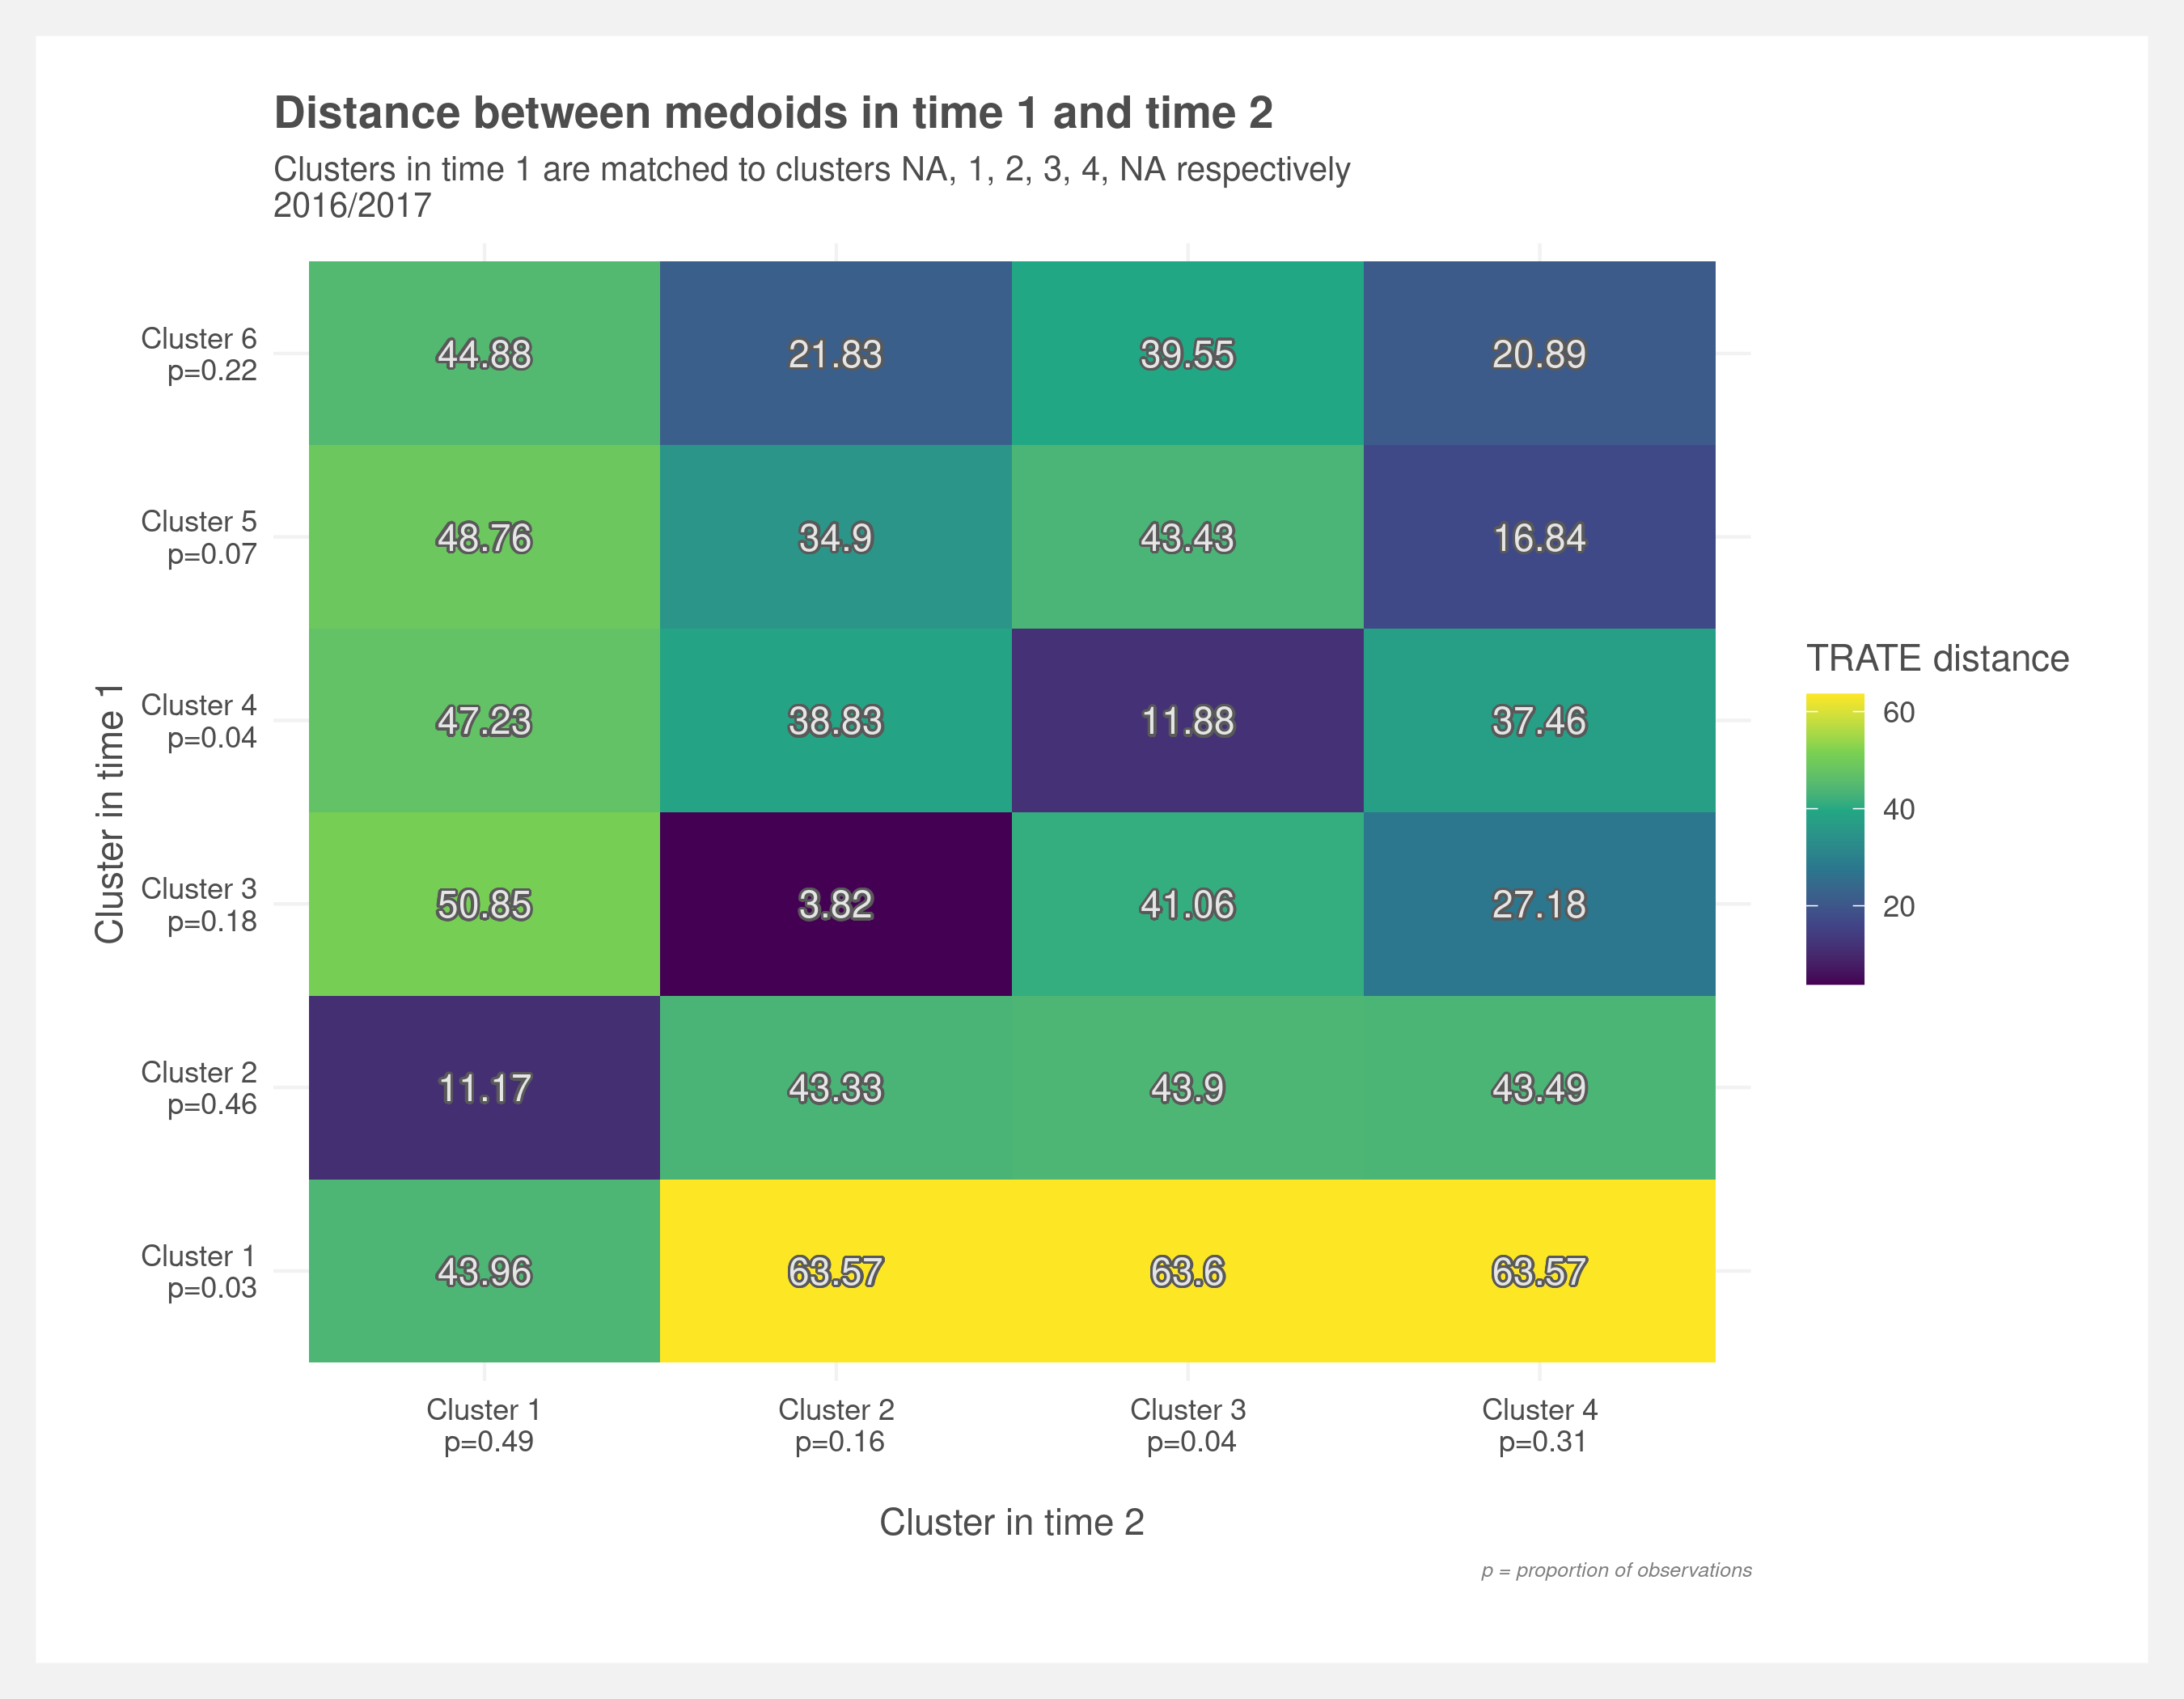 Distance between medoids in time 1 and time 2
Clusters in time 1 are matched to clusters NA, 1, 2, 3, 4, NA respectively
2016/2017
Cluster in time 1
Cluster 6
p=0.22
44.88 21.83 39.55 20.89
Cluster 5
p=0.07
48.76 34.9 43.43 16.84
Cluster 4
p=0.04
47.23 38.83 11.88 37.46
Cluster 3
p=0.18
50.85 3.82 41.06 27.18
Cluster 2
p=0.46
11.17 43.33 43.9 43.49
Cluster 1
p=0.03
43.96 63.57 63.6 63.57
Cluster 1 Cluster 2 Cluster 3 Cluster 4
p=0.49 p=0.16 p=0.04 p=0.31
Cluster in time 2
TRATE distance
60
40
20
p = proportion of observations